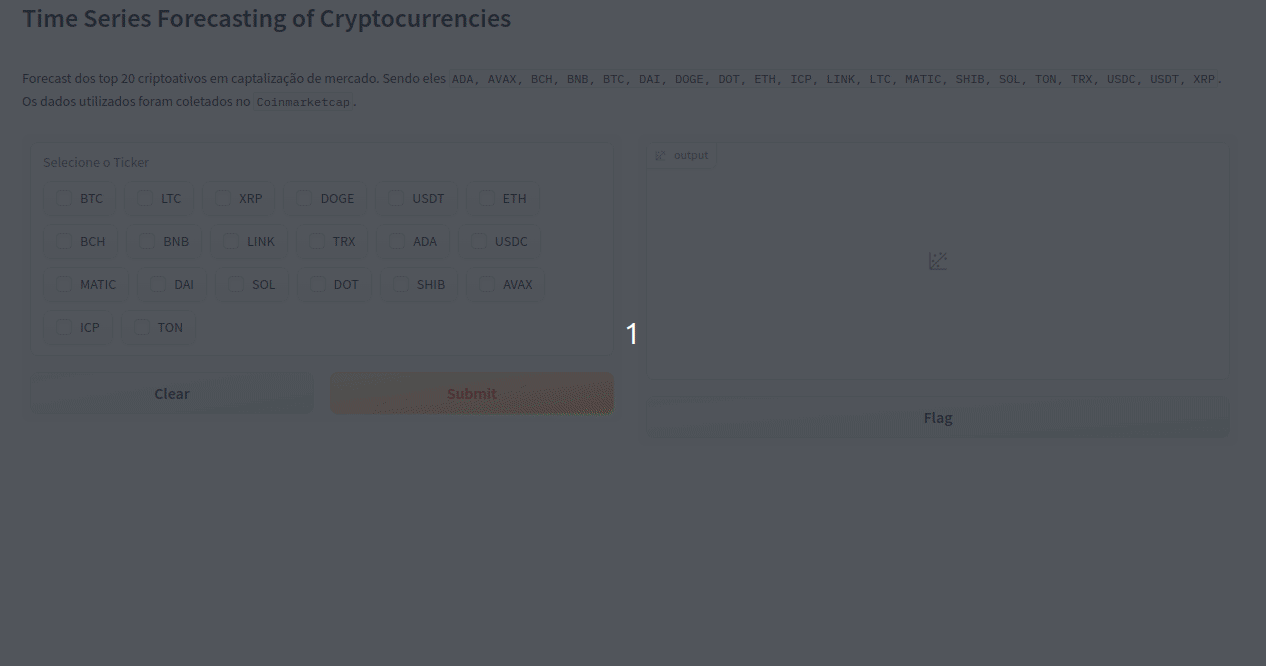 Time Series Forecasting of Cryptocurrencies
Forecast dos top 20 criptoativos em captalização de mercado. Sendo eles ADA, AVAX, BCH, BNB, BTC, DAI, DOGE, DOT, ETH, ICP, LINK, LTC, MATIC, SHIB, SOL, TON, TRX, USDC, USDT, XRP.
Os dados utilizados foram coletados no Coinmarketcap.
Selecione o Ticker
BTC LTC XRP DOGE USDT ETH
BCH BNB LINK TRX ADA USDC
MATIC DAI SOL DOT SHIB AVAX
ICP TON
Clear Submit
output
Flag
1